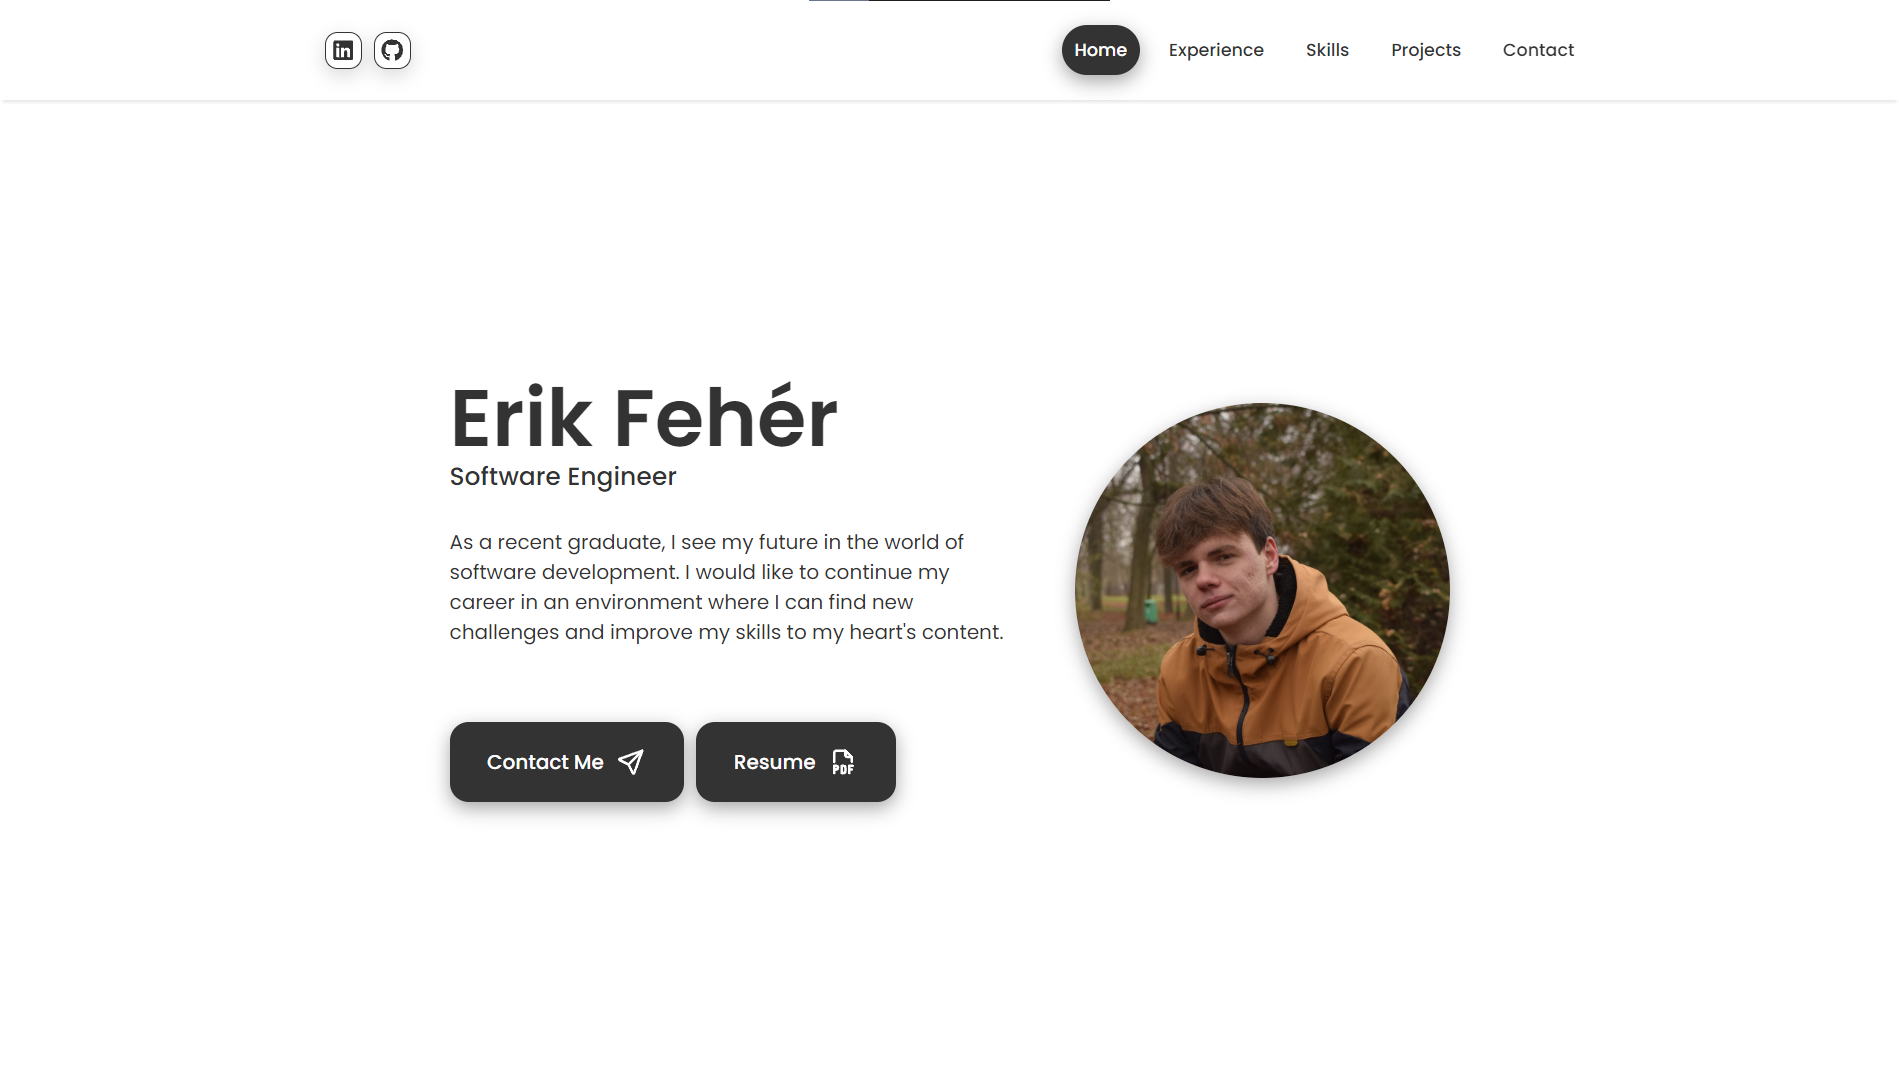 in
Home
Experience
Skills
Projects
Contact
Erik Fehér
Software Engineer
As a recent graduate, I see my future in the world of
software development. I would like to continue my
career in an environment where I can find new
challenges and improve my skills to my heart's content.
Contact Me
Resume
PDF